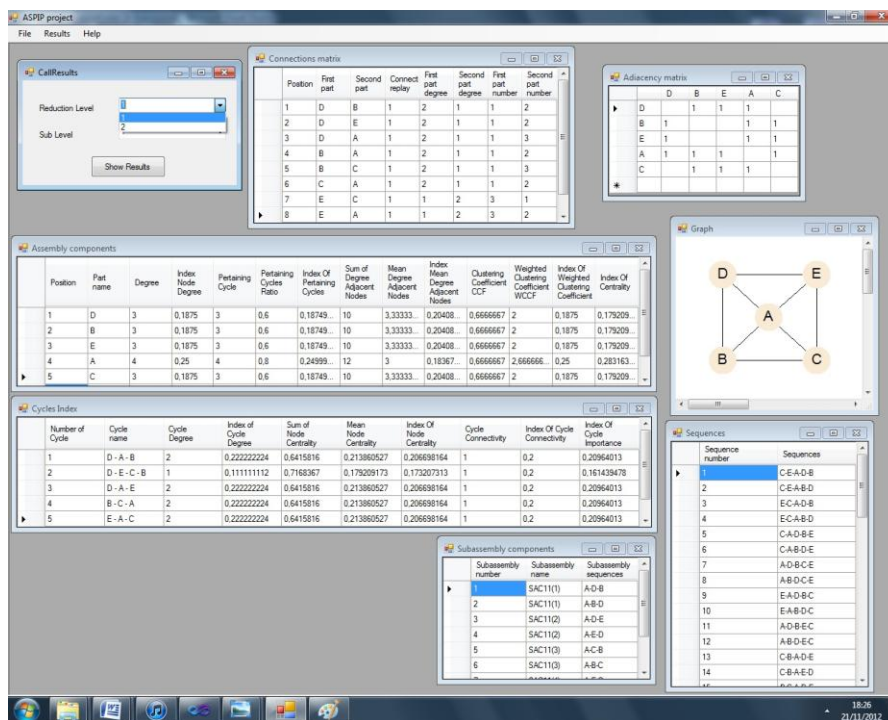 ASPIP project
File Results Help
CallResults
Reduction Level
1
1
2
Sub Level
Show Results
Connections matrix
Position First part Second part Connect replay First part degree Second part degree First part number Second part number
1 D B 1 2 1 1 2
2 D E 1 2 1 1 2
3 D A 1 2 1 1 3
4 B A 1 2 1 1 2
5 B C 1 2 1 1 3
6 C A 1 2 1 1 2
7 E C 1 1 2 3 1
8 E A 1 1 2 3 2
Adiacency matrix
D B E A C
D 1 1 1
B 1 1 1
E 1 1 1
A 1 1 1 1
C 1 1 1
Assembly components
Position Part name Degree Index Node Degree Pertaining Cycle Pertaining Cycles Ratio Index Of Pertaining Cycles Sum of Degree Adjacent Nodes Mean Degree Adjacent Nodes Index Mean Degree Adjacent Nodes Clustering Coefficient CCF Weighted Clustering Coefficient WCCF Index Of Weighted Clustering Coefficient Index Of Centrality
1 D 3 0,1875 3 0,6 0,18749... 10 3,33333... 0,20408... 0,6666667 2 0,1875 0,179209...
2 B 3 0,1875 3 0,6 0,18749... 10 3,33333... 0,20408... 0,6666667 2 0,1875 0,179209...
3 E 3 0,1875 3 0,6 0,18749... 10 3,33333... 0,20408... 0,6666667 2 0,1875 0,179209...
4 A 4 0,25 4 0,8 0,24999... 12 3 0,18367... 0,6666667 2,666666... 0,25 0,283163...
5 C 3 0,1875 3 0,6 0,18749... 10 3,33333... 0,20408... 0,6666667 2 0,1875 0,179209...
Graph
D E
A
B C
Cycles Index
Number of Cycle Cycle name Cycle Degree Index of Cycle Degree Sum of Node Centrality Mean Node Centrality Index Of Node Centrality Cycle Connectivity Index Of Cycle Connectivity Index Of Cycle Importance
1 D - A - B 2 0,222222224 0,6415816 0,213860527 0,206698164 1 0,2 0,20964013
2 D - E - C - B 1 0,111111112 0,7168367 0,179209173 0,173207313 1 0,2 0,161439478
3 D - A - E 2 0,222222224 0,6415816 0,213860527 0,206698164 1 0,2 0,20964013
4 B - C - A 2 0,222222224 0,6415816 0,213860527 0,206698164 1 0,2 0,20964013
5 E - A - C 2 0,222222224 0,6415816 0,213860527 0,206698164 1 0,2 0,20964013
Sequences
Sequence number Sequences
1 C-E-A-D-B
2 C-E-A-B-D
3 E-C-A-D-B
4 E-C-A-B-D
5 C-A-D-B-E
6 C-A-B-D-E
7 A-D-B-C-E
8 A-B-D-C-E
9 E-A-D-B-C
10 E-A-B-D-C
11 A-D-B-E-C
12 A-B-D-E-C
13 C-B-A-D-E
14 C-B-A-E-D
Subassembly components
Subassembly number Subassembly name Subassembly sequences
1 SAC11(1) A-D-B
2 SAC11(1) A-B-D
3 SAC11(2) A-D-E
4 SAC11(2) A-E-D
5 SAC11(3) A-C-B
6 SAC11(3) A-B-C
18:26
21/11/2012